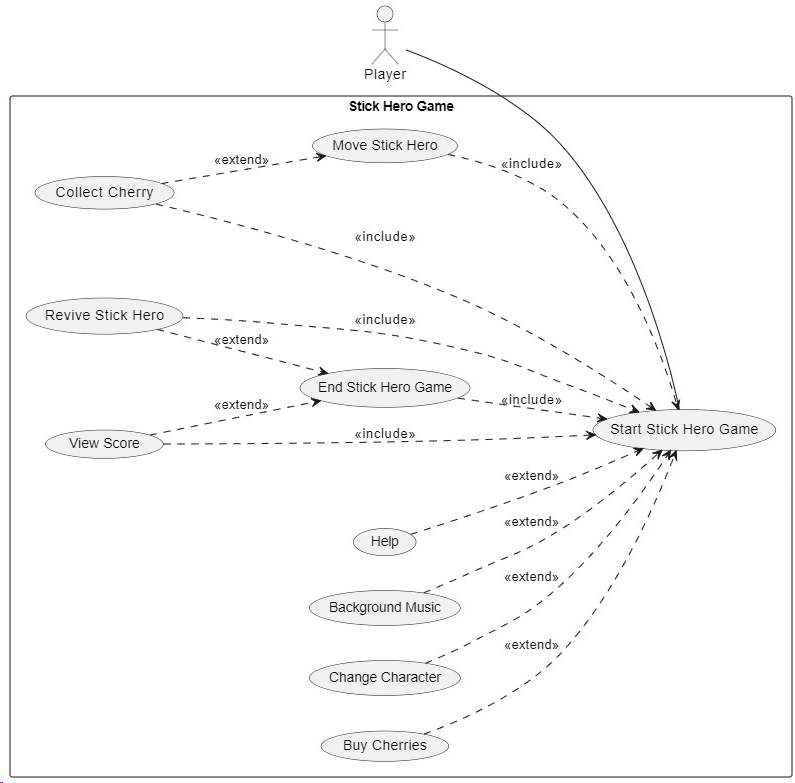 Player
Stick Hero Game
Move Stick Hero
«extend»
«include»
Collect Cherry
«include»
Revive Stick Hero
«include»
«extend»
End Stick Hero Game
«extend»
«include»
Start Stick Hero Game
View Score
«include»
«extend»
Help
«extend»
Background Music
«extend»
Change Character
«extend»
Buy Cherries